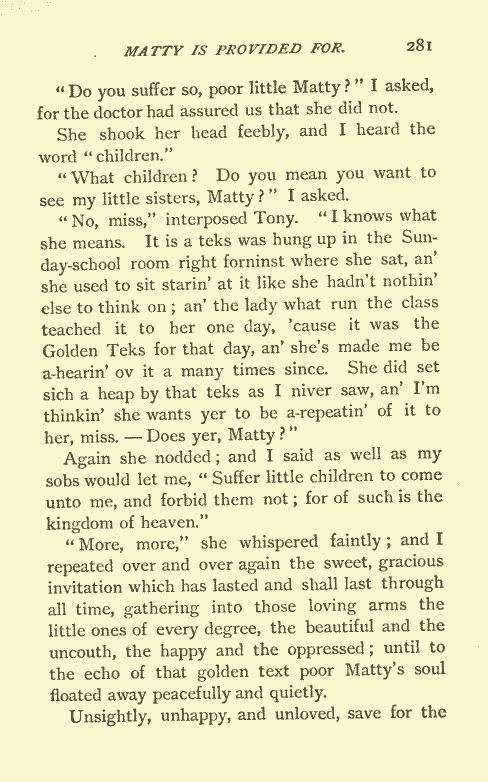 MATTY IS PROVIDED FOR. 281
“Do you suffer so, poor little Matty?” I asked,
for the doctor had assured us that she did not.
She shook her head feebly, and I heard the
word “children.”
“What children? Do you mean you want to
see my little sisters, Matty?” I asked.
“No, miss,” interposed Tony. “I knows what
she means. It is a teks was hung up in the Sun-
day-school room right forninst where she sat, an’
she used to sit starin’ at it like she hadn’t nothin’
else to think on; an’ the lady what run the class
teached it to her one day, ’cause it was the
Golden Teks for that day, an’ she’s made me be
a-hearin’ ov it a many times since. She did set
sich a heap by that teks as I niver saw, an’ I’m
thinkin’ she wants yer to be a-repeatin’ of it to
her, miss. — Does yer, Matty?”
Again she nodded; and I said as well as my
sobs would let me, “Suffer little children to come
unto me, and forbid them not; for of such is the
kingdom of heaven.”
“More, more,” she whispered faintly; and I
repeated over and over again the sweet, gracious
invitation which has lasted and shall last through
all time, gathering into those loving arms the
little ones of every degree, the beautiful and the
uncouth, the happy and the oppressed; until to
the echo of that golden text poor Matty’s soul
floated away peacefully and quietly.
Unsightly, unhappy, and unloved, save for the